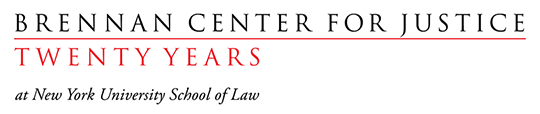 BRENNAN CENTER FOR JUSTICE
TWENTY YEARS
at New York University School of Law